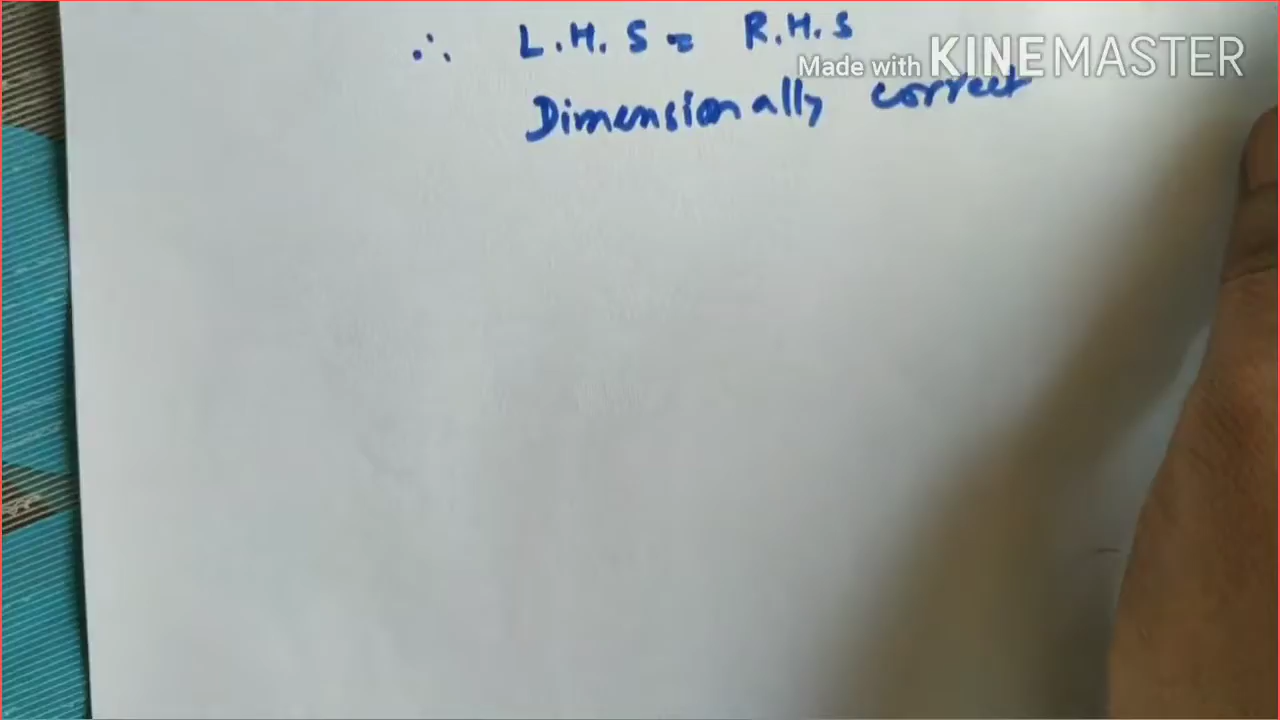 ∴ L.H.S = R.H.S
Made with KINEMASTER
Dimensionally correct